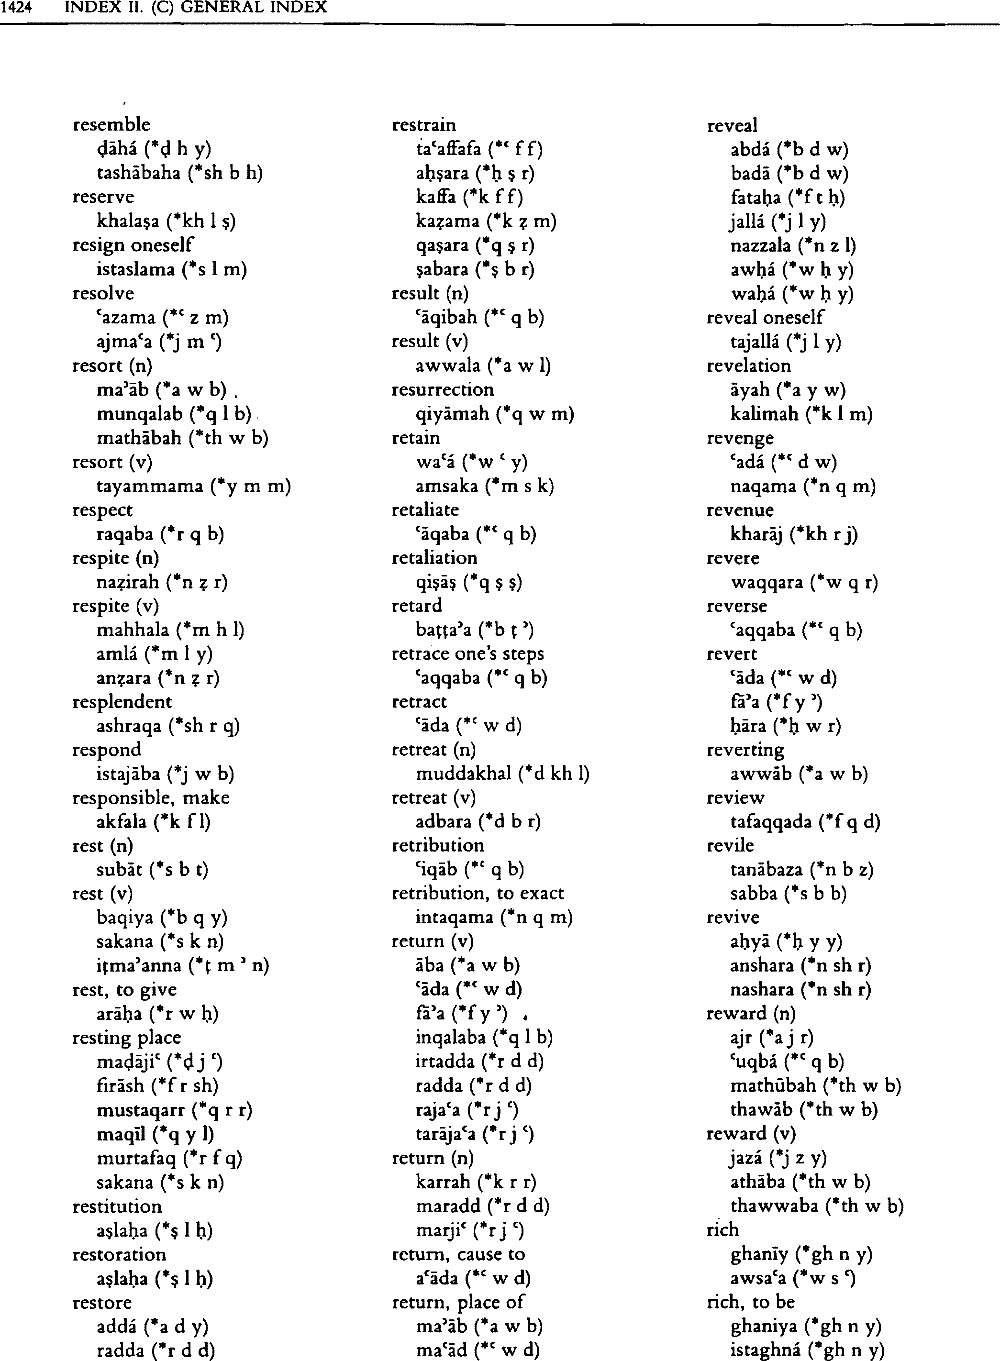 1424 INDEX II. (C) GENERAL INDEX
resemble
ḍāhá (*ḍ h y)
tashābaha (*sh b h)
reserve
khalaṣa (*kh l ṣ)
resign oneself
istaslama (*s l m)
resolve
ʿazama (*ʿ z m)
ajmaʿa (*j m ʿ)
resort (n)
maʾāb (*a w b)
munqalab (*q l b)
mathābah (*th w b)
resort (v)
tayammama (*y m m)
respect
raqaba (*r q b)
respite (n)
naẓirah (*n ẓ r)
respite (v)
mahhala (*m h l)
amlá (*m l y)
anẓara (*n ẓ r)
resplendent
ashraqa (*sh r q)
respond
istajāba (*j w b)
responsible, make
akfala (*k f l)
rest (n)
subāt (*s b t)
rest (v)
baqiya (*b q y)
sakana (*s k n)
iṭmaʾanna (*ṭ m ʾ n)
rest, to give
arāḥa (*r w ḥ)
resting place
maḍājiʿ (*ḍ j ʿ)
firāsh (*f r sh)
mustaqarr (*q r r)
maqīl (*q y l)
murtafaq (*r f q)
sakana (*s k n)
restitution
aṣlaḥa (*ṣ l ḥ)
restoration
aṣlaḥa (*ṣ l ḥ)
restore
addá (*a d y)
radda (*r d d)
restrain
taʿaffafa (*ʿ f f)
aḥṣara (*ḥ ṣ r)
kaffa (*k f f)
kaẓama (*k ẓ m)
qaṣara (*q ṣ r)
ṣabara (*ṣ b r)
result (n)
ʿāqibah (*ʿ q b)
result (v)
awwala (*a w l)
resurrection
qiyāmah (*q w m)
retain
waʿá (*w ʿ y)
amsaka (*m s k)
retaliate
ʿāqaba (*ʿ q b)
retaliation
qiṣāṣ (*q ṣ ṣ)
retard
baṭṭaʾa (*b ṭ ʾ)
retrace one's steps
ʿaqqaba (*ʿ q b)
retract
ʿāda (*ʿ w d)
retreat (n)
muddakhal (*d kh l)
retreat (v)
adbara (*d b r)
retribution
ʿiqāb (*ʿ q b)
retribution, to exact
intaqama (*n q m)
return (v)
āba (*a w b)
ʿāda (*ʿ w d)
fāʾa (*f y ʾ)
inqalaba (*q l b)
irtadda (*r d d)
radda (*r d d)
rajaʿa (*r j ʿ)
tarājaʿa (*r j ʿ)
return (n)
karrah (*k r r)
maradd (*r d d)
marjiʿ (*r j ʿ)
return, cause to
aʿāda (*ʿ w d)
return, place of
maʾāb (*a w b)
maʿād (*ʿ w d)
reveal
abdá (*b d w)
badā (*b d w)
fataḥa (*f t ḥ)
jallá (*j l y)
nazzala (*n z l)
awḥá (*w ḥ y)
waḥá (*w ḥ y)
reveal oneself
tajallá (*j l y)
revelation
āyah (*a y w)
kalimah (*k l m)
revenge
ʿadá (*ʿ d w)
naqama (*n q m)
revenue
kharāj (*kh r j)
revere
waqqara (*w q r)
reverse
ʿaqqaba (*ʿ q b)
revert
ʿāda (*ʿ w d)
fāʾa (*f y ʾ)
ḥāra (*ḥ w r)
reverting
awwāb (*a w b)
review
tafaqqada (*f q d)
revile
tanābaza (*n b z)
sabba (*s b b)
revive
aḥyā (*ḥ y y)
anshara (*n sh r)
nashara (*n sh r)
reward (n)
ajr (*a j r)
ʿuqbá (*ʿ q b)
mathūbah (*th w b)
thawāb (*th w b)
reward (v)
jazá (*j z y)
athāba (*th w b)
thawwaba (*th w b)
rich
ghanīy (*gh n y)
awsaʿa (*w s ʿ)
rich, to be
ghaniya (*gh n y)
istaghná (*gh n y)